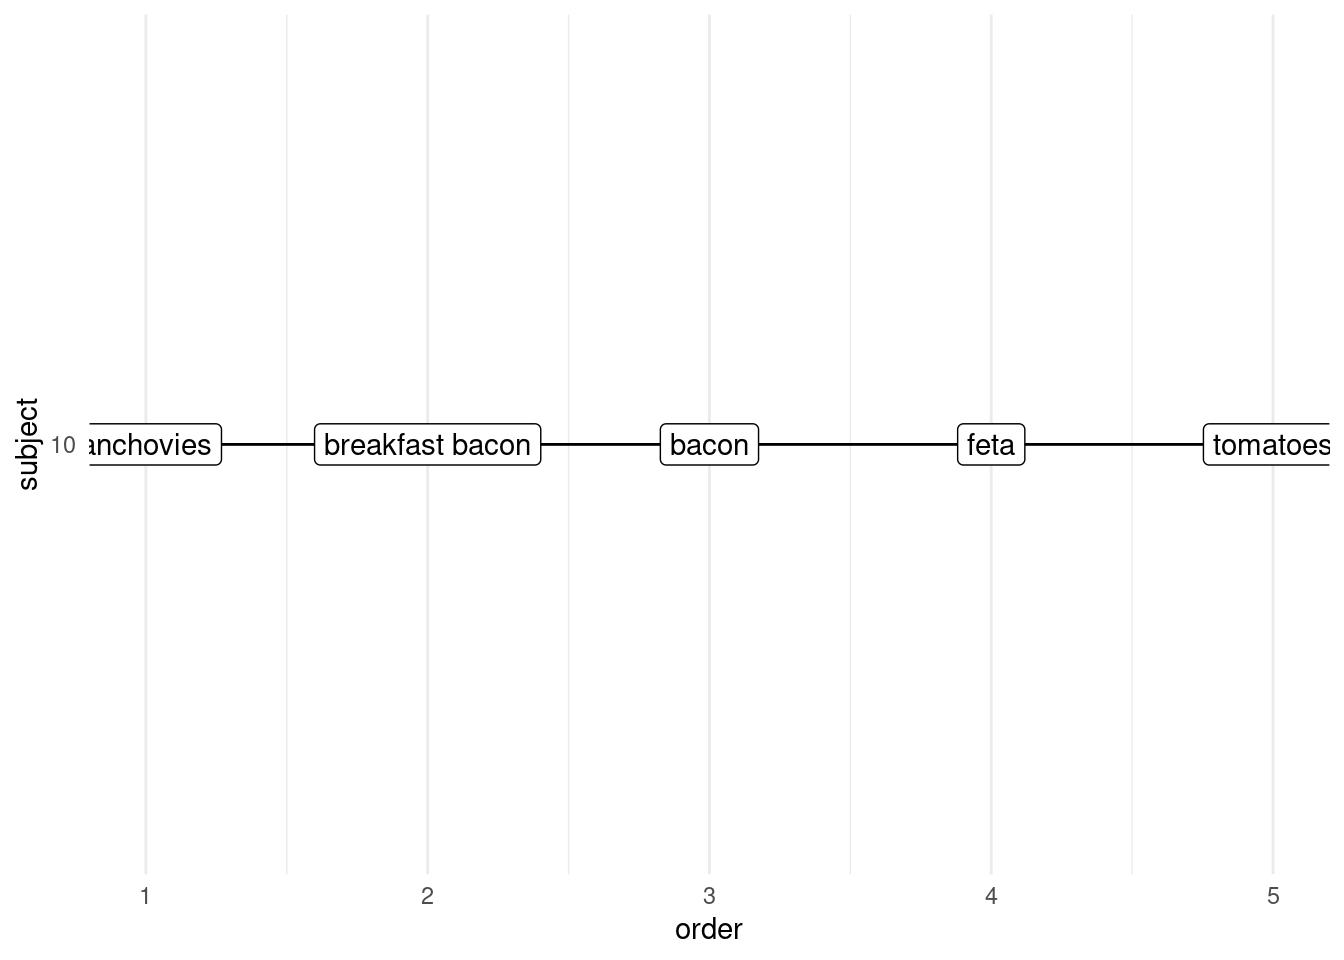 subject
10
anchovies
breakfast bacon
bacon
feta
tomatoes
1 2 3 4 5
order